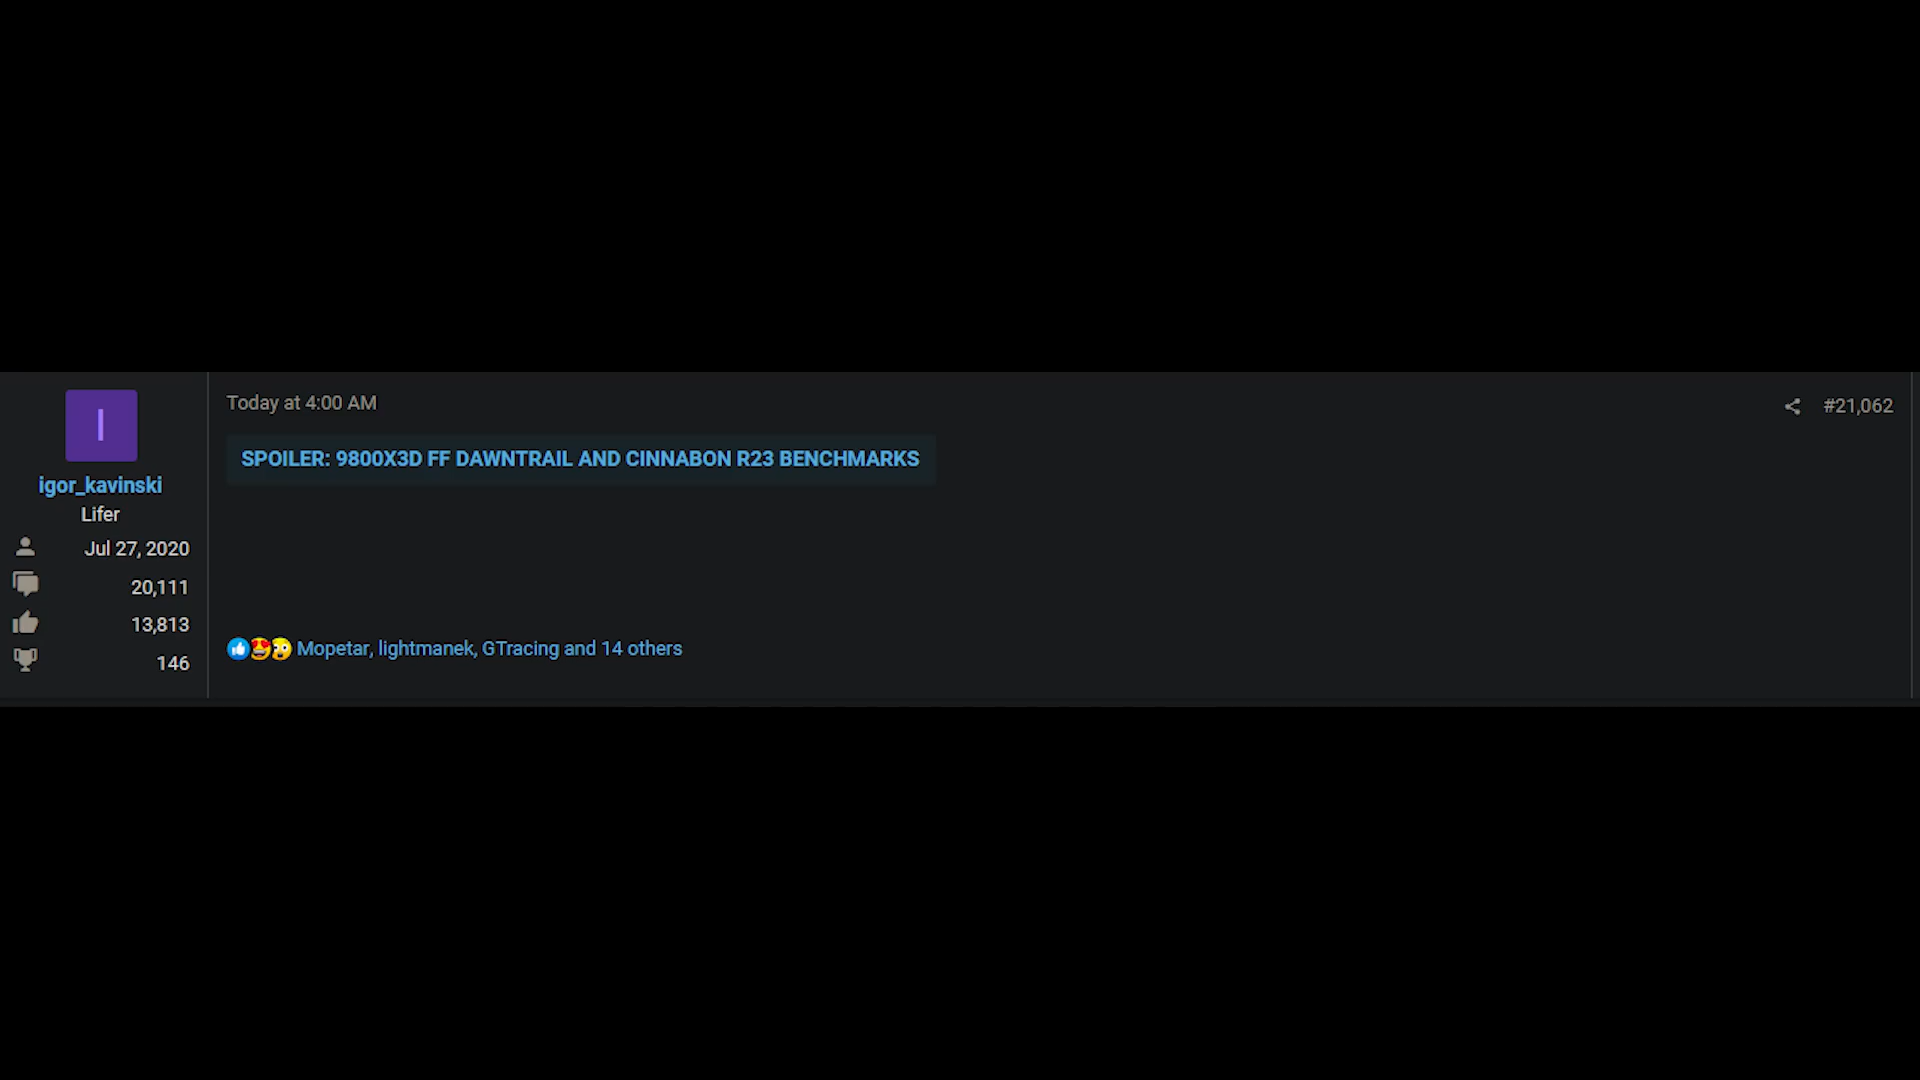 I
igor_kavinski
Lifer
Jul 27, 2020
20,111
13,813
146
Today at 4:00 AM
#21,062
SPOILER: 9800X3D FF DAWNTRAIL AND CINNABON R23 BENCHMARKS
Mopetar, lightmanek, GTracing and 14 others